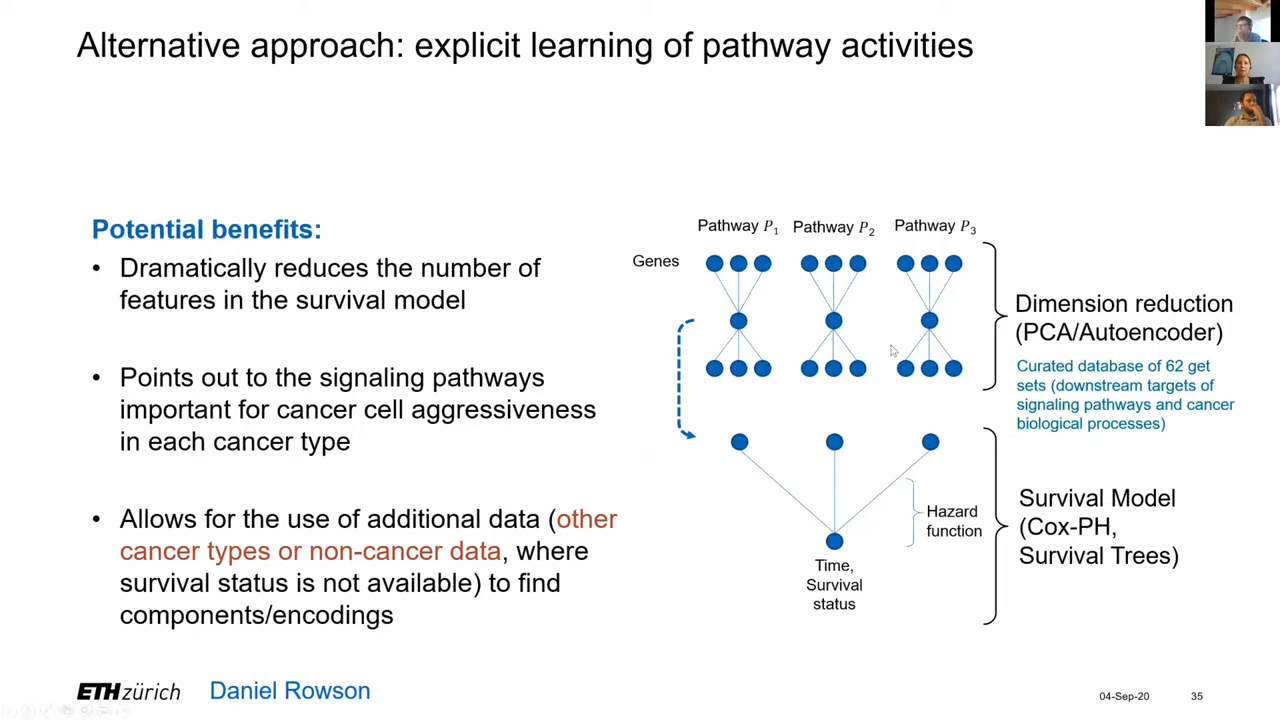 Alternative approach: explicit learning of pathway activities
Potential benefits:
• Dramatically reduces the number of
features in the survival model
• Points out to the signaling pathways
important for cancer cell aggressiveness
in each cancer type
• Allows for the use of additional data (other
cancer types or non-cancer data, where
survival status is not available) to find
components/encodings
Pathway P1 Pathway P2 Pathway P3
Genes
Dimension reduction
(PCA/Autoencoder)
Curated database of 62 get
sets (downstream targets of
signaling pathways and cancer
biological processes)
Hazard
function
Survival Model
(Cox-PH,
Survival Trees)
Time,
Survival
status
ETH zürich Daniel Rowson
04-Sep-20 35